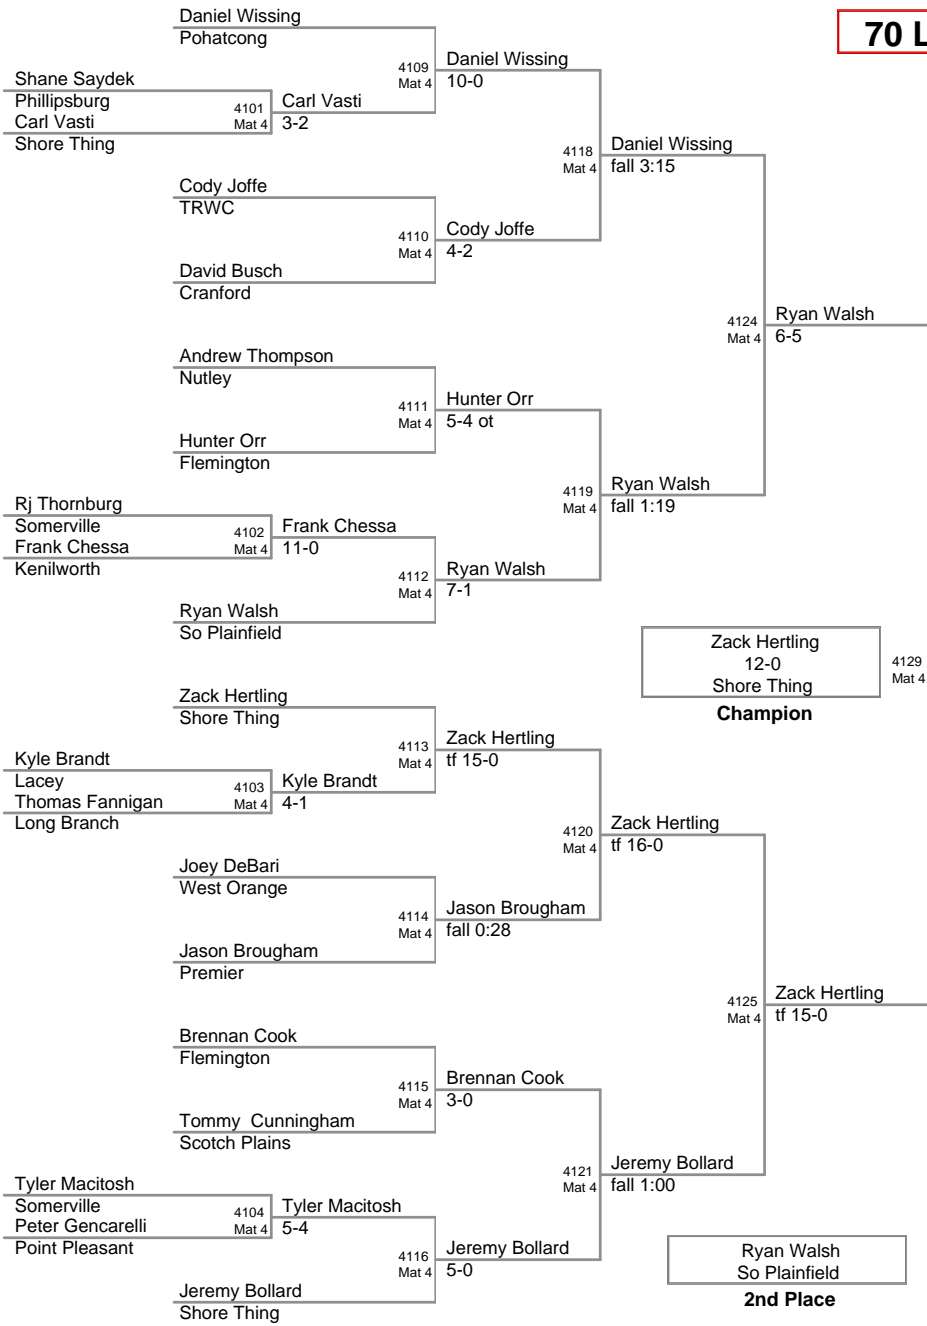 Daniel Wissing
Pohatcong
70 L
4109
Mat 4
Daniel Wissing
10-0
Shane Saydek
Phillipsburg
Carl Vasti
Shore Thing
4101
Mat 4
Carl Vasti
3-2
4118
Mat 4
Daniel Wissing
fall 3:15
Cody Joffe
TRWC
4110
Mat 4
Cody Joffe
4-2
David Busch
Cranford
4124
Mat 4
Ryan Walsh
6-5
Andrew Thompson
Nutley
4111
Mat 4
Hunter Orr
5-4 ot
Hunter Orr
Flemington
4119
Mat 4
Ryan Walsh
fall 1:19
Rj Thornburg
Somerville
Frank Chessa
Kenilworth
4102
Mat 4
Frank Chessa
11-0
4112
Mat 4
Ryan Walsh
7-1
Ryan Walsh
So Plainfield
Zack Hertling
12-0
Shore Thing
4129
Mat 4
Champion
Zack Hertling
Shore Thing
4113
Mat 4
Zack Hertling
tf 15-0
Kyle Brandt
Lacey
Thomas Fannigan
Long Branch
4103
Mat 4
Kyle Brandt
4-1
4120
Mat 4
Zack Hertling
tf 16-0
Joey DeBari
West Orange
4114
Mat 4
Jason Brougham
fall 0:28
Jason Brougham
Premier
4125
Mat 4
Zack Hertling
tf 15-0
Brennan Cook
Flemington
4115
Mat 4
Brennan Cook
3-0
Tommy  Cunningham
Scotch Plains
4121
Mat 4
Jeremy Bollard
fall 1:00
Tyler Macitosh
Somerville
Peter Gencarelli
Point Pleasant
4104
Mat 4
Tyler Macitosh
5-4
4116
Mat 4
Jeremy Bollard
5-0
Jeremy Bollard
Shore Thing
Ryan Walsh
So Plainfield
2nd Place